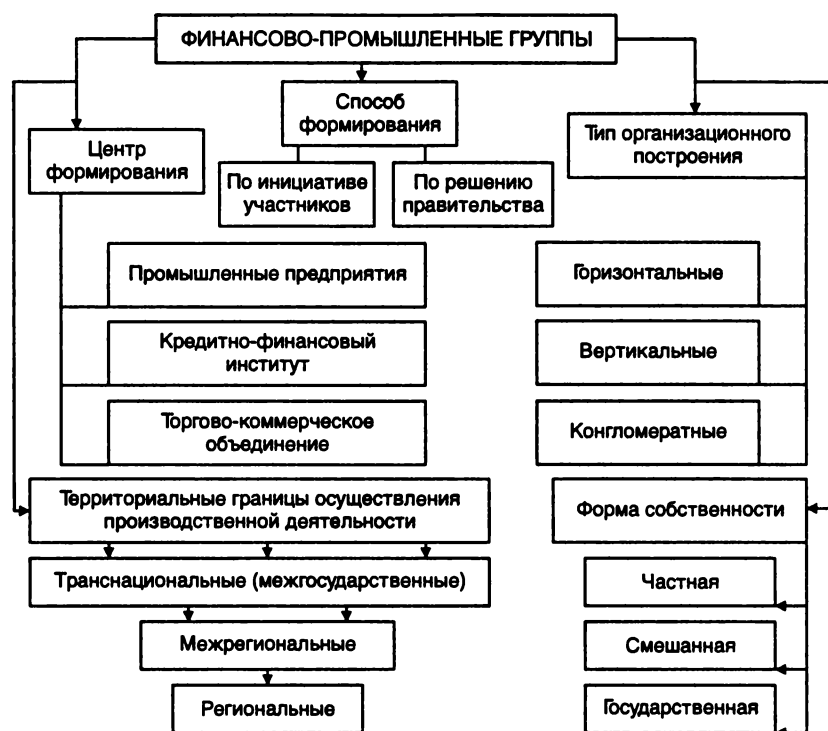 ФИНАНСОВО-ПРОМЫШЛЕННЫЕ ГРУППЫ
Центр
формирования
Способ
формирования
Тип организационного
построения
По инициативе
участников
По решению
правительства
Промышленные предприятия
Кредитно-финансовый
институт
Торгово-коммерческое
объединение
Горизонтальные
Вертикальные
Конгломератные
Территориальные границы осуществления
производственной деятельности
Транснациональные (межгосударственные)
Межрегиональные
Региональные
Форма собственности
Частная
Смешанная
Государственная